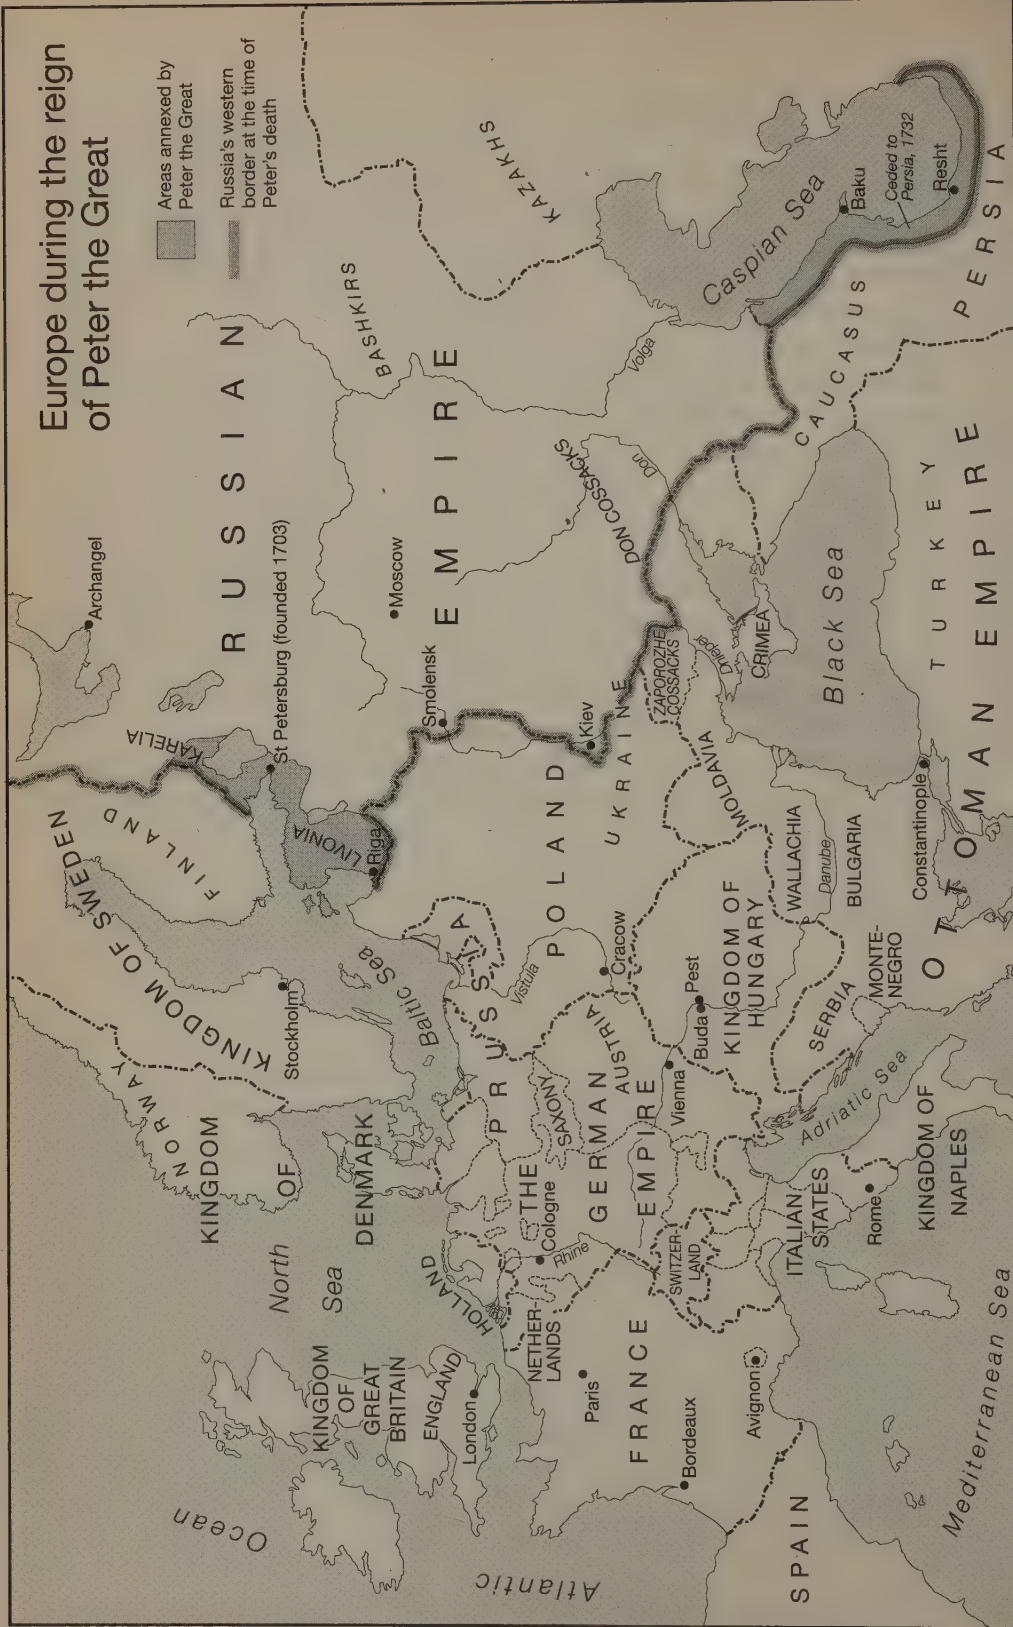 Europe during the reign
of Peter the Great
Areas annexed by
Peter the Great
Russia's western
border at the time of
Peter's death
Archangel
RUSSIAN
EMPIRE
BASHKIRS
KAZAKHS
KARELIA
St Petersburg (founded 1703)
FINLAND
KINGDOM OF SWEDEN
Stockholm
NORWAY
KINGDOM
OF
DENMARK
North
Sea
Baltic Sea
LIVONIA
Riga
Moscow
Smolensk
Volga
Don
DON COSSACKS
Kiev
UKRAINE
ZAPOROZHE
COSSACKS
Dnieper
CRIMEA
Black Sea
CAUCASUS
Caspian Sea
Baku
Ceded to
Persia, 1732
Resht
PERSIA
TURKEY
OTTOMAN EMPIRE
Constantinople
MOLDAVIA
WALLACHIA
Danube
BULGARIA
POLAND
Vistula
Cracow
PRUSSIA
SAXONY
THE
GERMAN
EMPIRE
AUSTRIA
Vienna
Buda
Pest
KINGDOM OF
HUNGARY
SERBIA
MONTE-
NEGRO
Adriatic Sea
KINGDOM OF
NAPLES
Rome
ITALIAN
STATES
SWITZER-
LAND
Cologne
Rhine
HOLLAND
NETHER-
LANDS
KINGDOM
OF
GREAT
BRITAIN
ENGLAND
London
Paris
FRANCE
Bordeaux
Avignon
SPAIN
Atlantic
Ocean
Mediterranean Sea